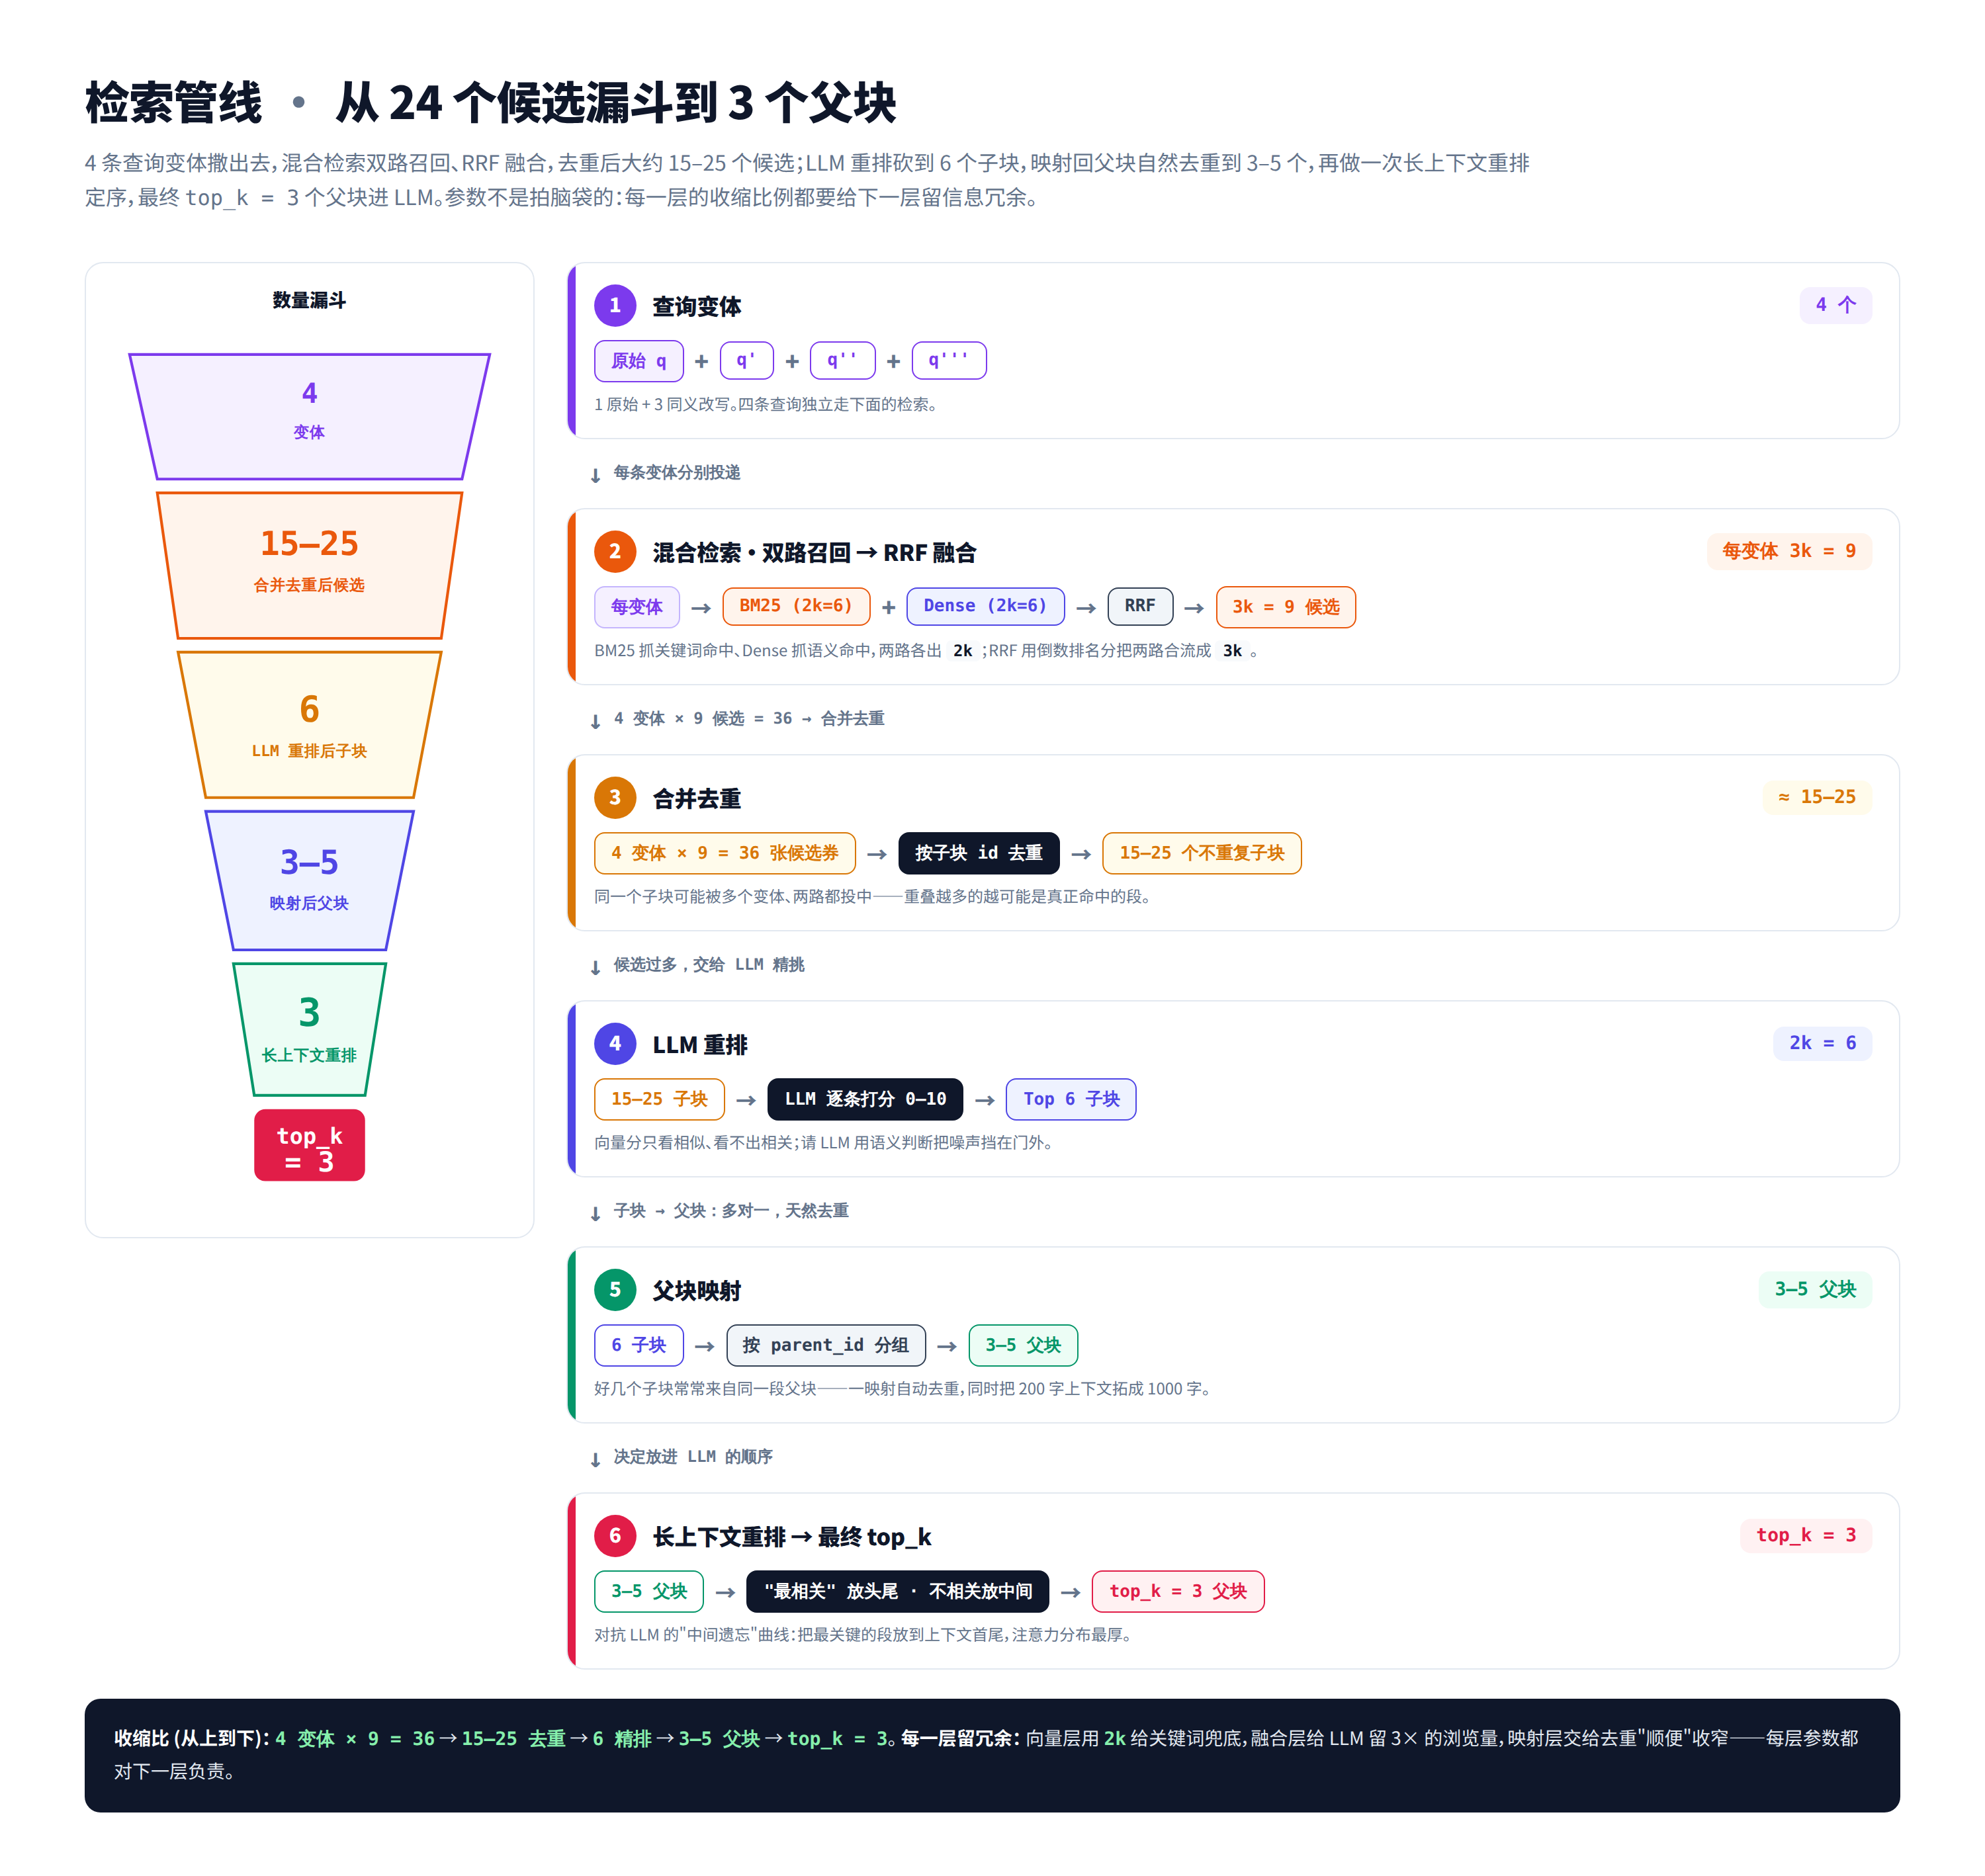 检索管线 · 从 24 个候选漏斗到 3 个父块
4 条查询变体撒出去，混合检索双路召回、RRF 融合，去重后大约 15–25 个候选；LLM 重排砍到 6 个子块，映射回父块自然去重到 3–5 个，再做一次长上下文重排
定序，最终 top_k = 3 个父块进 LLM。参数不是拍脑袋的：每一层的收缩比例都要给下一层留信息冗余。
数量漏斗
4
变体
15–25
合并去重后候选
6
LLM 重排后子块
3–5
映射后父块
3
长上下文重排
top_k
= 3
1 查询变体 4 个
原始 q + q' + q'' + q'''
1 原始 + 3 同义改写。四条查询独立走下面的检索。
↓ 每条变体分别投递
2 混合检索 · 双路召回 → RRF 融合 每变体 3k = 9
每变体 → BM25 (2k=6) + Dense (2k=6) → RRF → 3k = 9 候选
BM25 抓关键词命中、Dense 抓语义命中，两路各出 2k ；RRF 用倒数排名分把两路合流成 3k 。
↓ 4 变体 × 9 候选 = 36 → 合并去重
3 合并去重 ≈ 15–25
4 变体 × 9 = 36 张候选券 → 按子块 id 去重 → 15–25 个不重复子块
同一个子块可能被多个变体、两路都投中——重叠越多的越可能是真正命中的段。
↓ 候选过多，交给 LLM 精挑
4 LLM 重排 2k = 6
15–25 子块 → LLM 逐条打分 0–10 → Top 6 子块
向量分只看相似、看不出相关；请 LLM 用语义判断把噪声挡在门外。
↓ 子块 → 父块：多对一，天然去重
5 父块映射 3–5 父块
6 子块 → 按 parent_id 分组 → 3–5 父块
好几个子块常常来自同一段父块——一映射自动去重，同时把 200 字上下文拓成 1000 字。
↓ 决定放进 LLM 的顺序
6 长上下文重排 → 最终 top_k top_k = 3
3–5 父块 → "最相关" 放头尾 · 不相关放中间 → top_k = 3 父块
对抗 LLM 的"中间遗忘"曲线：把最关键的段放到上下文首尾，注意力分布最厚。
收缩比 (从上到下)： 4 变体 × 9 = 36 → 15–25 去重 → 6 精排 → 3–5 父块 → top_k = 3。 每一层留冗余： 向量层用 2k 给关键词兜底，融合层给 LLM 留 3× 的浏览量，映射层交给去重"顺便"收窄——每层参数都
对下一层负责。